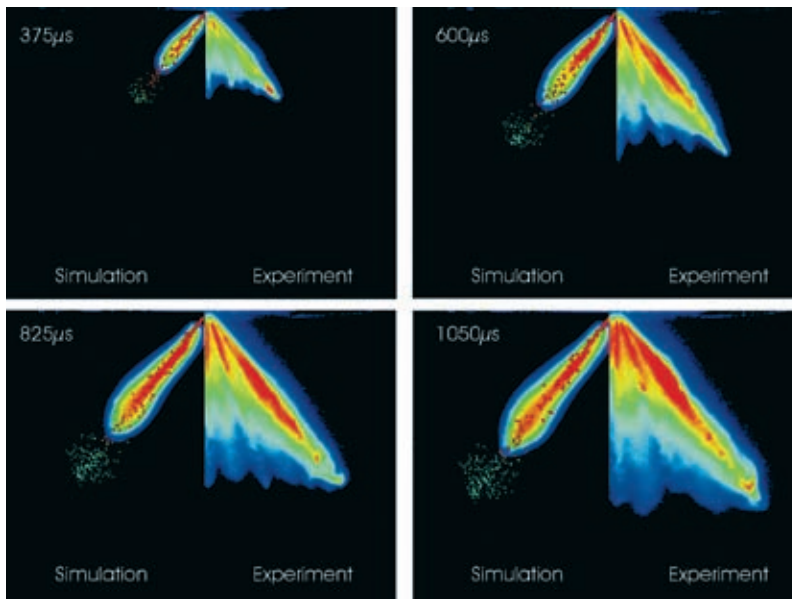 375µs
Simulation Experiment
600µs
Simulation Experiment
825µs
Simulation Experiment
1050µs
Simulation Experiment